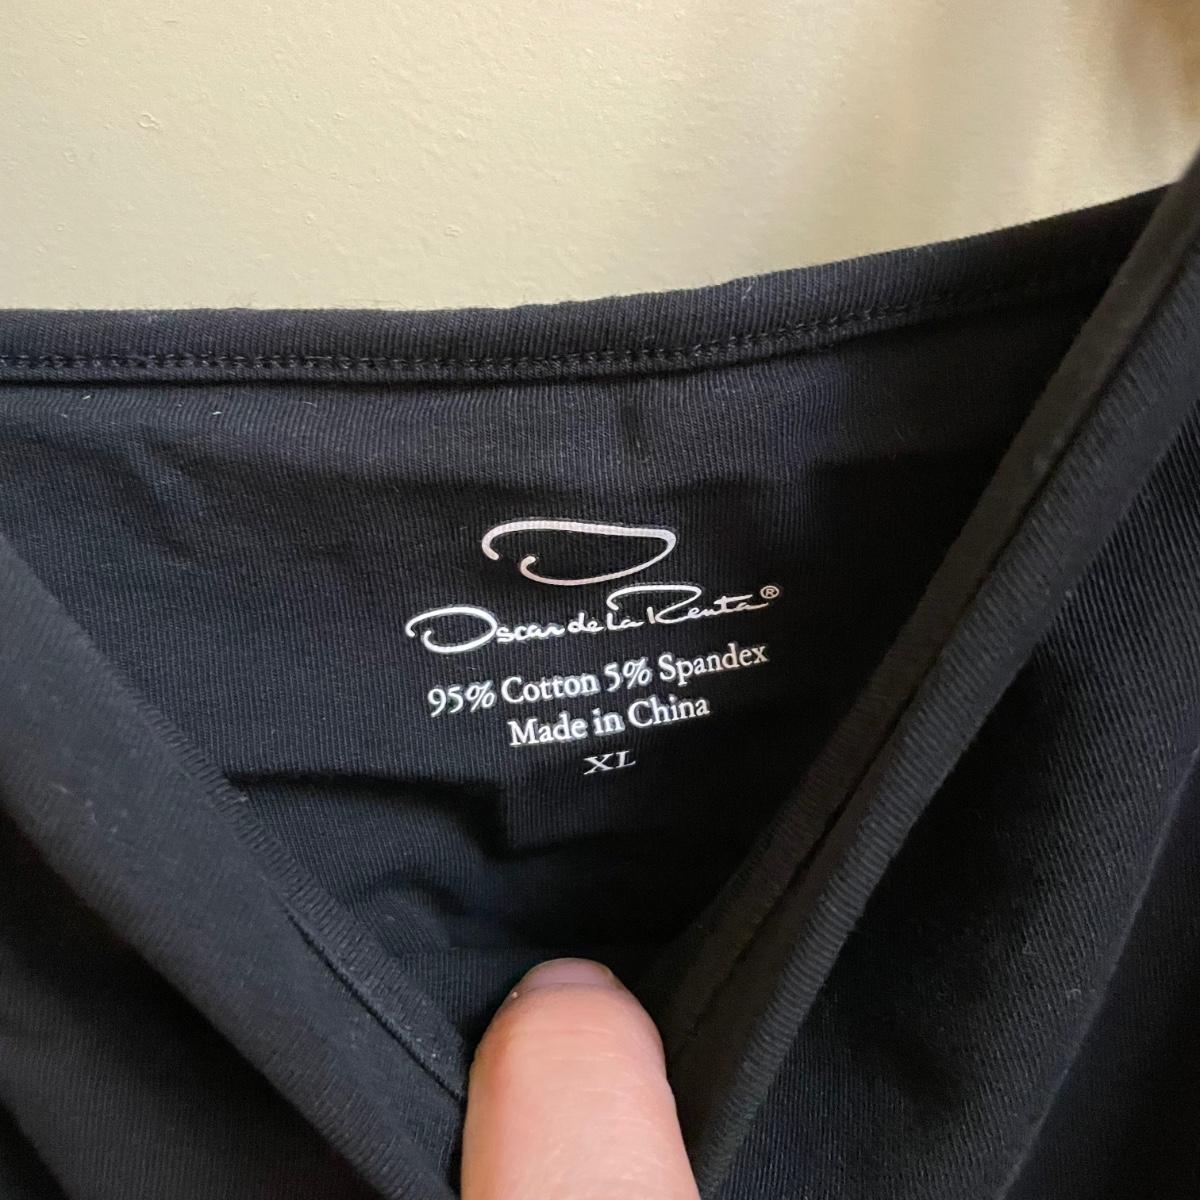 Oscar de la Renta®
95% Cotton 5% Spandex
Made in China
XL